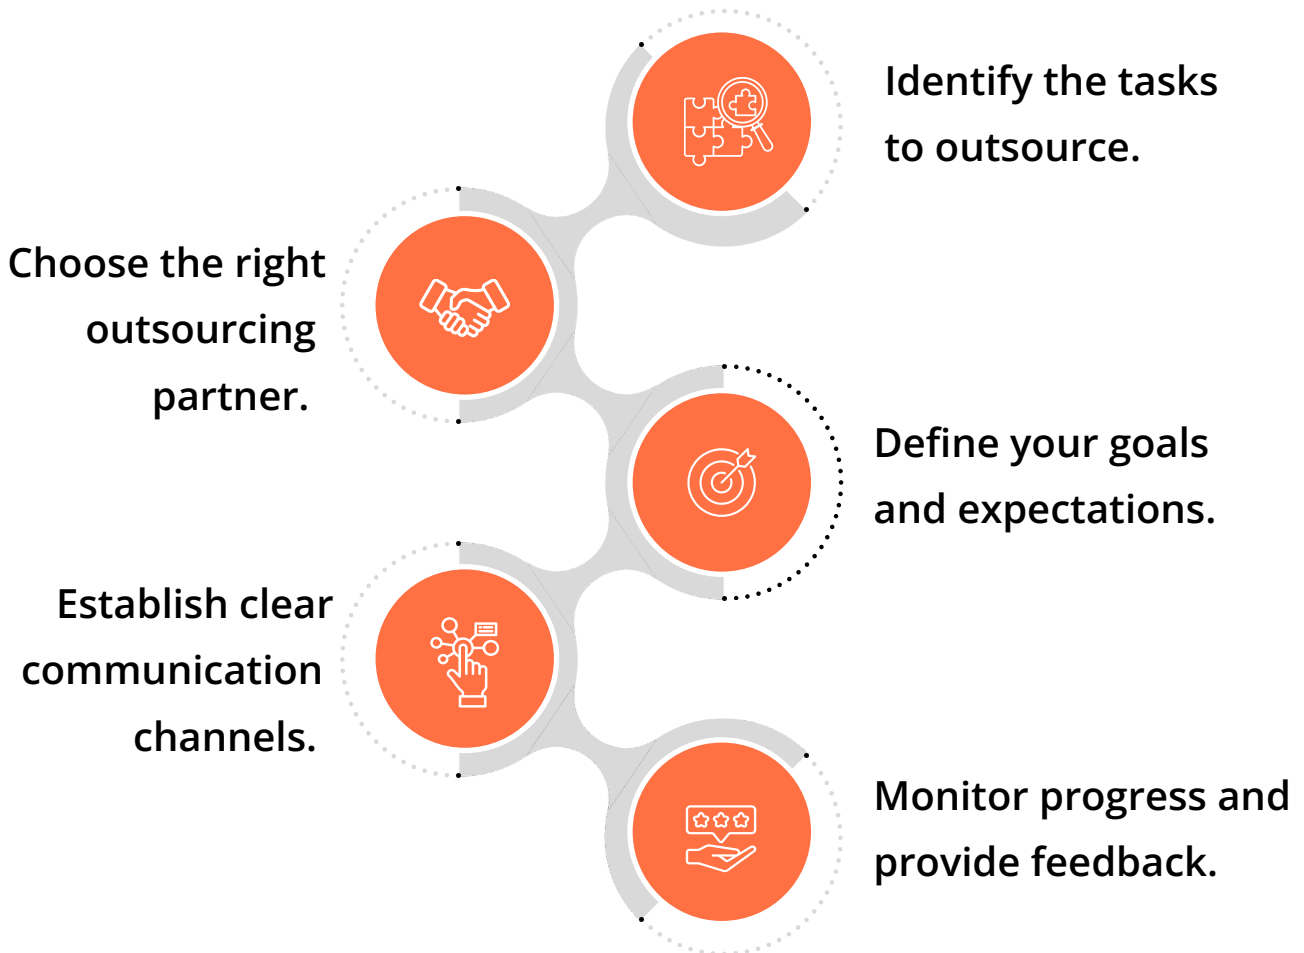 Identify the tasks
to outsource.
Choose the right
outsourcing
partner.
Define your goals
and expectations.
Establish clear
communication
channels.
Monitor progress and
provide feedback.